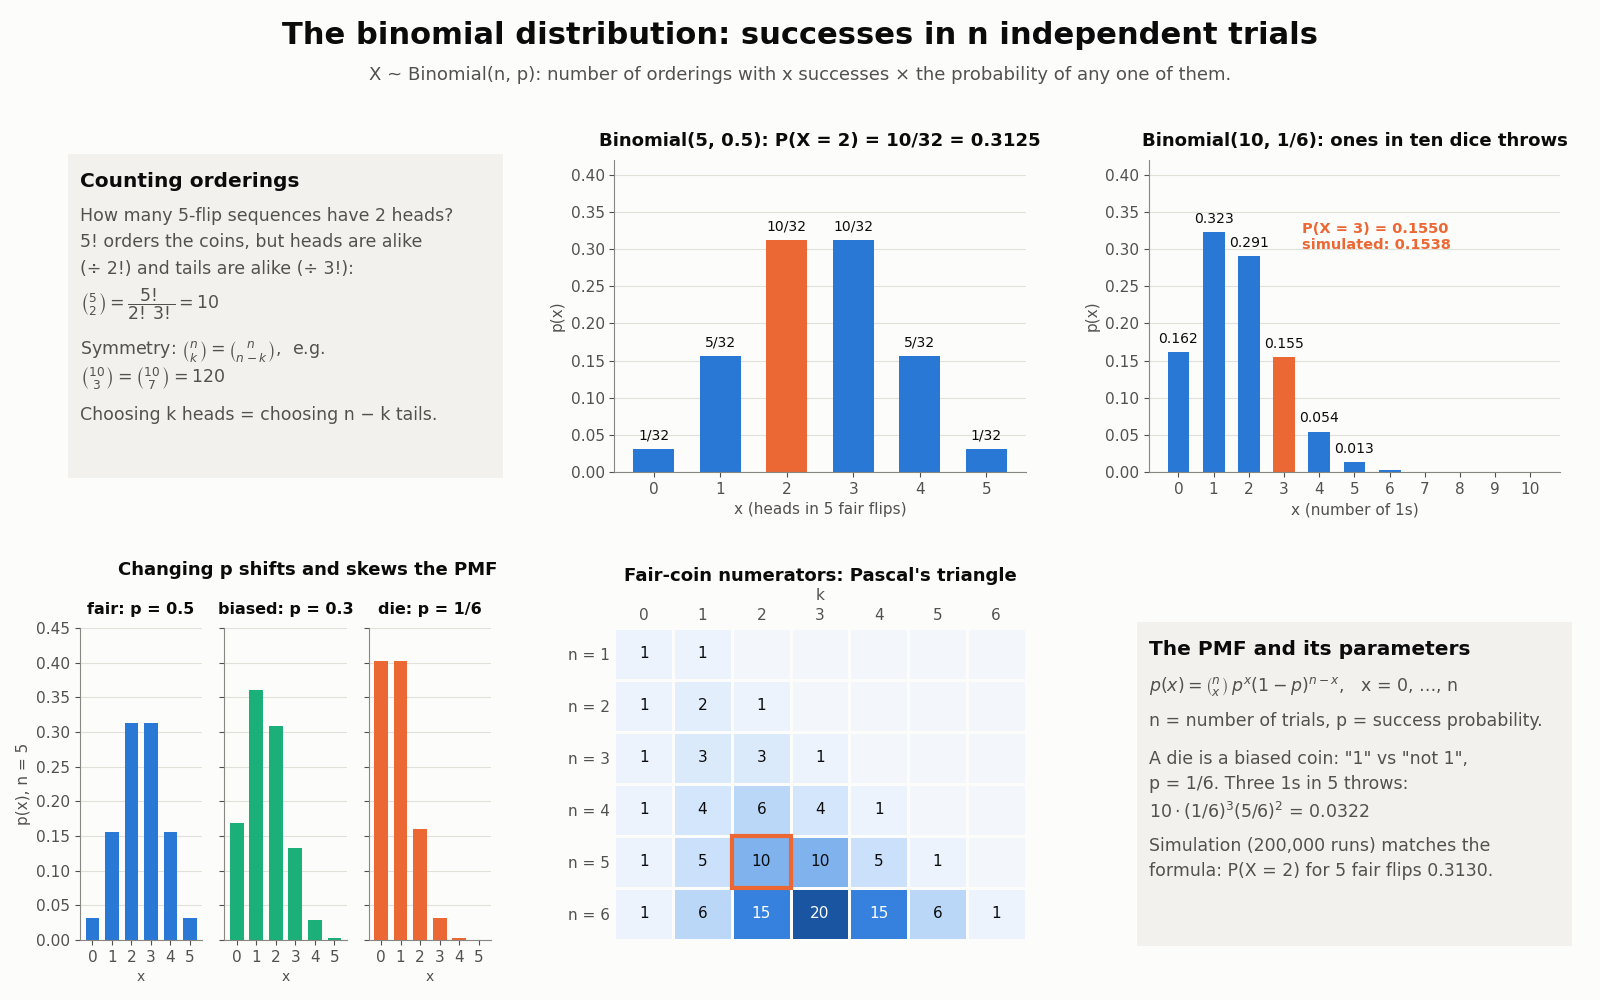 The binomial distribution: successes in n independent trials
X ~ Binomial(n, p): number of orderings with x successes × the probability of any one of them.
Counting orderings
How many 5-flip sequences have 2 heads?
5! orders the coins, but heads are alike
(÷ 2!) and tails are alike (÷ 3!):
(5 2) = 5! / 2! 3! = 10
Symmetry: (n k) = (n n−k), e.g.
(10 3) = (10 7) = 120
Choosing k heads = choosing n − k tails.
Binomial(5, 0.5): P(X = 2) = 10/32 = 0.3125
p(x)
0.40
0.35
0.30
0.25
0.20
0.15
0.10
0.05
0.00
1/32
5/32
10/32
10/32
5/32
1/32
0 1 2 3 4 5
x (heads in 5 fair flips)
Binomial(10, 1/6): ones in ten dice throws
p(x)
0.40
0.35
0.30
0.25
0.20
0.15
0.10
0.05
0.00
0.162
0.323
0.291
0.155
0.054
0.013
P(X = 3) = 0.1550
simulated: 0.1538
0 1 2 3 4 5 6 7 8 9 10
x (number of 1s)
Changing p shifts and skews the PMF
fair: p = 0.5
biased: p = 0.3
die: p = 1/6
p(x), n = 5
0.45
0.40
0.35
0.30
0.25
0.20
0.15
0.10
0.05
0.00
0 1 2 3 4 5
x
0 1 2 3 4 5
x
0 1 2 3 4 5
x
Fair-coin numerators: Pascal's triangle
k
0 1 2 3 4 5 6
n = 1 1 1
n = 2 1 2 1
n = 3 1 3 3 1
n = 4 1 4 6 4 1
n = 5 1 5 10 10 5 1
n = 6 1 6 15 20 15 6 1
The PMF and its parameters
p(x) = (n x) p^x(1 − p)^{n−x}, x = 0, ..., n
n = number of trials, p = success probability.
A die is a biased coin: "1" vs "not 1",
p = 1/6. Three 1s in 5 throws:
10 · (1/6)³(5/6)² = 0.0322
Simulation (200,000 runs) matches the
formula: P(X = 2) for 5 fair flips 0.3130.